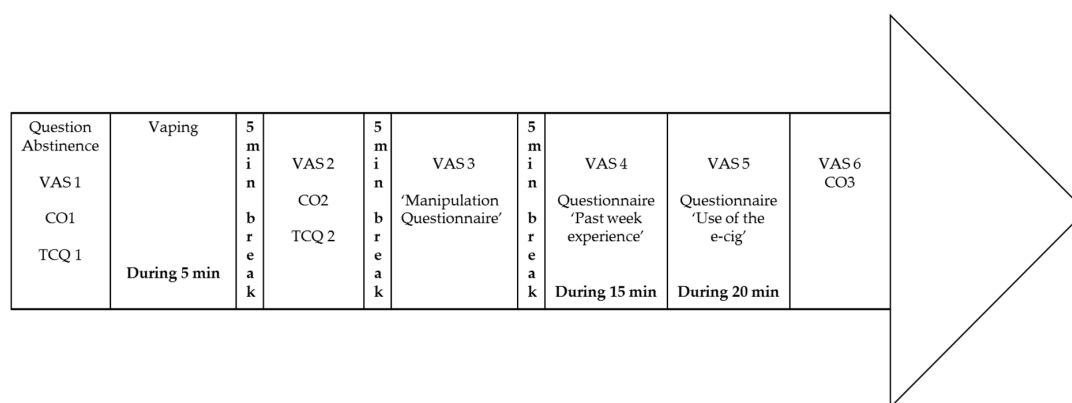 Question
Abstinence
VAS 1
CO1
TCQ 1
Vaping
During 5 min
5 min break
VAS 2
CO2
TCQ 2
5 min break
VAS 3
‘Manipulation
Questionnaire’
5 min break
VAS 4
Questionnaire
‘Past week
experience’
During 15 min
VAS 5
Questionnaire
‘Use of the
e-cig’
During 20 min
VAS 6
CO3